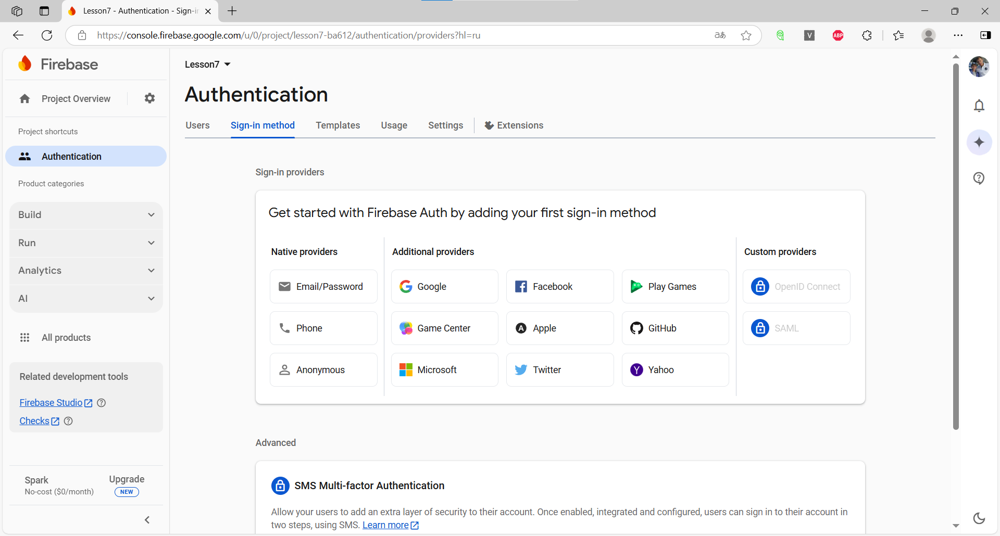 Lesson7 - Authentication - Sign-in
https://console.firebase.google.com/u/0/project/lesson7-ba612/authentication/providers?hl=ru
aあ
V
ABP
Firebase
Project Overview
Project shortcuts
Authentication
Product categories
Build
Run
Analytics
AI
All products
Related development tools
Firebase Studio
Checks
Spark
No-cost ($0/month)
Upgrade
NEW
Lesson7
Authentication
Users
Sign-in method
Templates
Usage
Settings
Extensions
Sign-in providers
Get started with Firebase Auth by adding your first sign-in method
Native providers
Additional providers
Custom providers
Email/Password
Google
Facebook
Play Games
OpenID Connect
Phone
Game Center
Apple
GitHub
SAML
Anonymous
Microsoft
Twitter
Yahoo
Advanced
SMS Multi-factor Authentication
Allow your users to add an extra layer of security to their account. Once enabled, integrated and configured, users can sign in to their account in
two steps, using SMS. Learn more